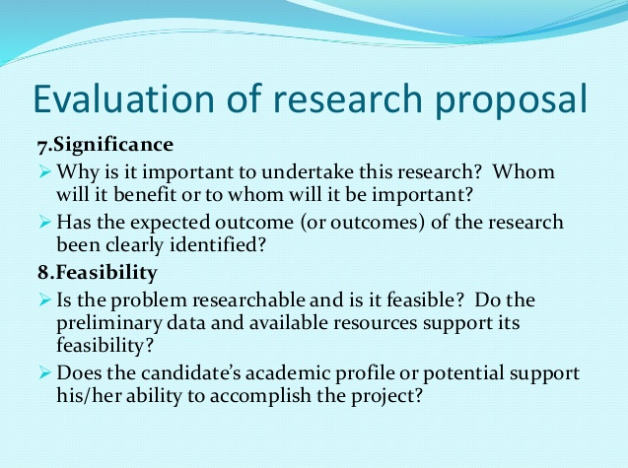 Evaluation of research proposal
7.Significance
Why is it important to undertake this research? Whom
will it benefit or to whom will it be important?
Has the expected outcome (or outcomes) of the research
been clearly identified?
8.Feasibility
Is the problem researchable and is it feasible? Do the
preliminary data and available resources support its
feasibility?
Does the candidate's academic profile or potential support
his/her ability to accomplish the project?